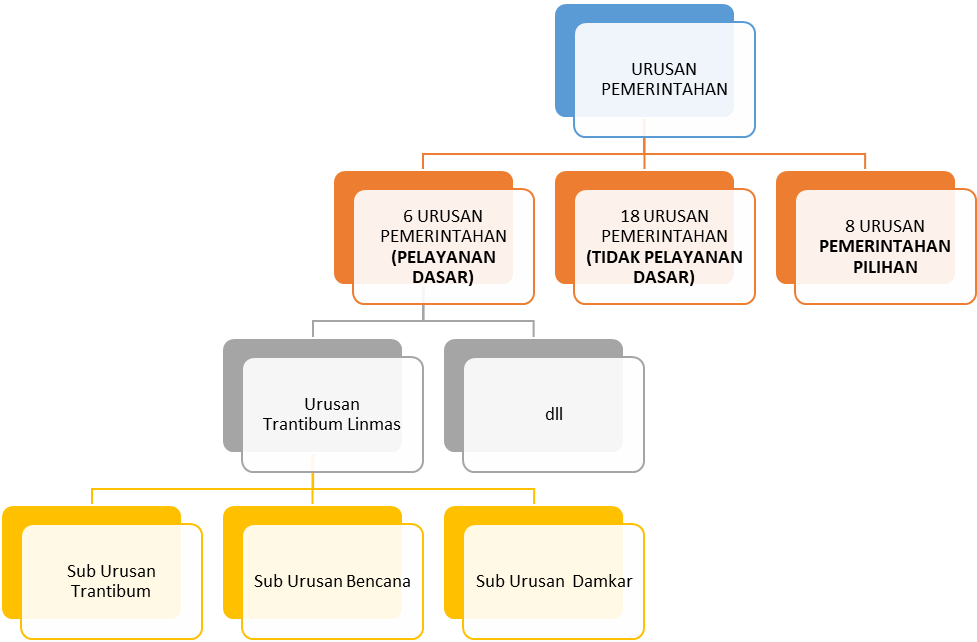 URUSAN
PEMERINTAHAN
6 URUSAN
PEMERINTAHAN
(PELAYANAN
DASAR)
18 URUSAN
PEMERINTAHAN
(TIDAK PELAYANAN
DASAR)
8 URUSAN
PEMERINTAHAN
PILIHAN
Urusan
Trantibum Linmas
dll
Sub Urusan
Trantibum
Sub Urusan Bencana
Sub Urusan Damkar